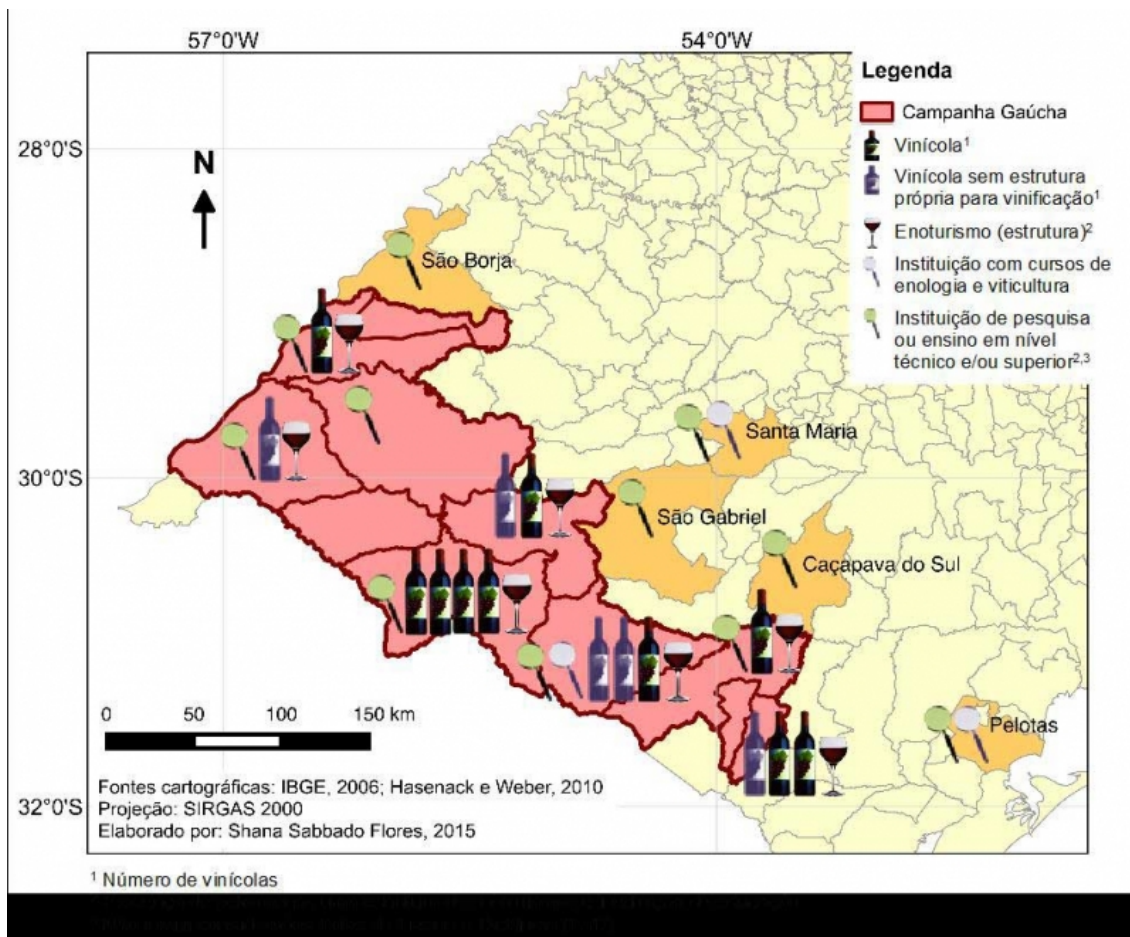 57°0'W
54°0'W
28°0'S
30°0'S
32°0'S
N
Legenda
Campanha Gaúcha
Vinícola¹
Vinícola sem estrutura
própria para vinificação¹
Enoturismo (estrutura)²
Instituição com cursos de
enologia e viticultura
Instituição de pesquisa
ou ensino em nível
técnico e/ou superior²,³
São Borja
Santa Maria
São Gabriel
Caçapava do Sul
Pelotas
0 50 100 150 km
Fontes cartográficas: IBGE, 2006; Hasenack e Weber, 2010
Projeção: SIRGAS 2000
Elaborado por: Shana Sabbado Flores, 2015
¹ Número de vinícolas